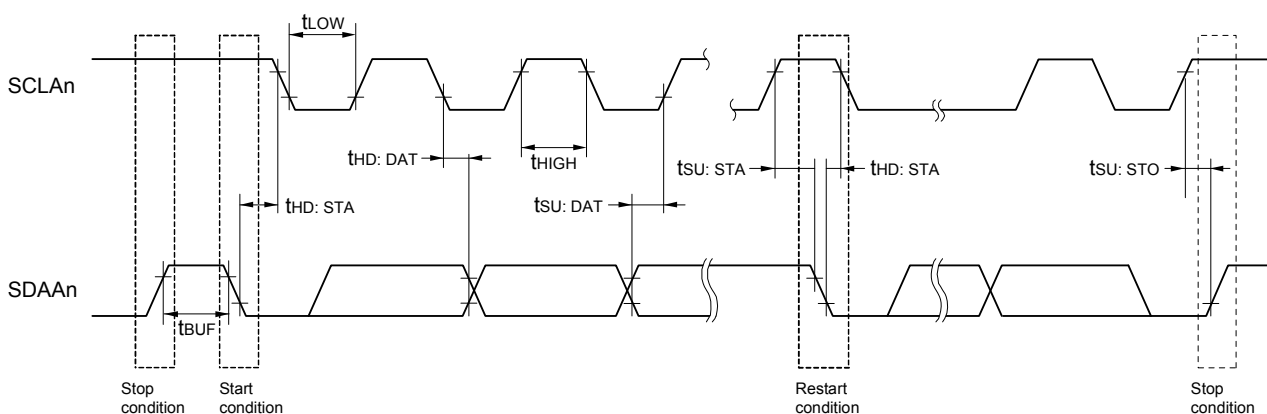 tLOW
SCLAn
tHD: DAT
tHIGH
tSU: STA
tHD: STA
tSU: STO
tHD: STA
tSU: DAT
SDAAn
tBUF
Stop
condition
Start
condition
Restart
condition
Stop
condition